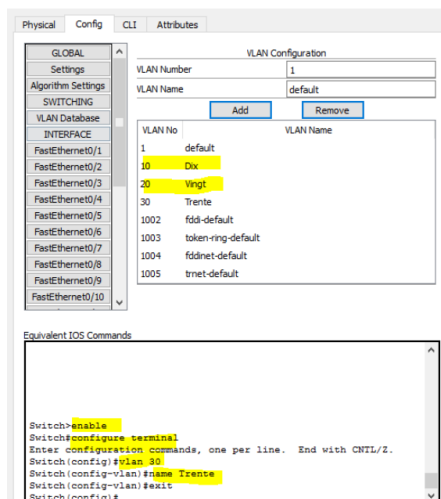 Physical Config CLI Attributes
GLOBAL
Settings
Algorithm Settings
SWITCHING
VLAN Database
INTERFACE
FastEthernet0/1
FastEthernet0/2
FastEthernet0/3
FastEthernet0/4
FastEthernet0/5
FastEthernet0/6
FastEthernet0/7
FastEthernet0/8
FastEthernet0/9
FastEthernet0/10
VLAN Configuration
VLAN Number 1
VLAN Name default
Add Remove
VLAN No VLAN Name
1 default
10 Dix
20 Vingt
30 Trente
1002 fddi-default
1003 token-ring-default
1004 fddinet-default
1005 trnet-default
Equivalent IOS Commands
Switch>enable
Switch#configure terminal
Enter configuration commands, one per line. End with CNTL/Z.
Switch(config)#vlan 30
Switch(config-vlan)#name Trente
Switch(config-vlan)#exit
Switch(config)#